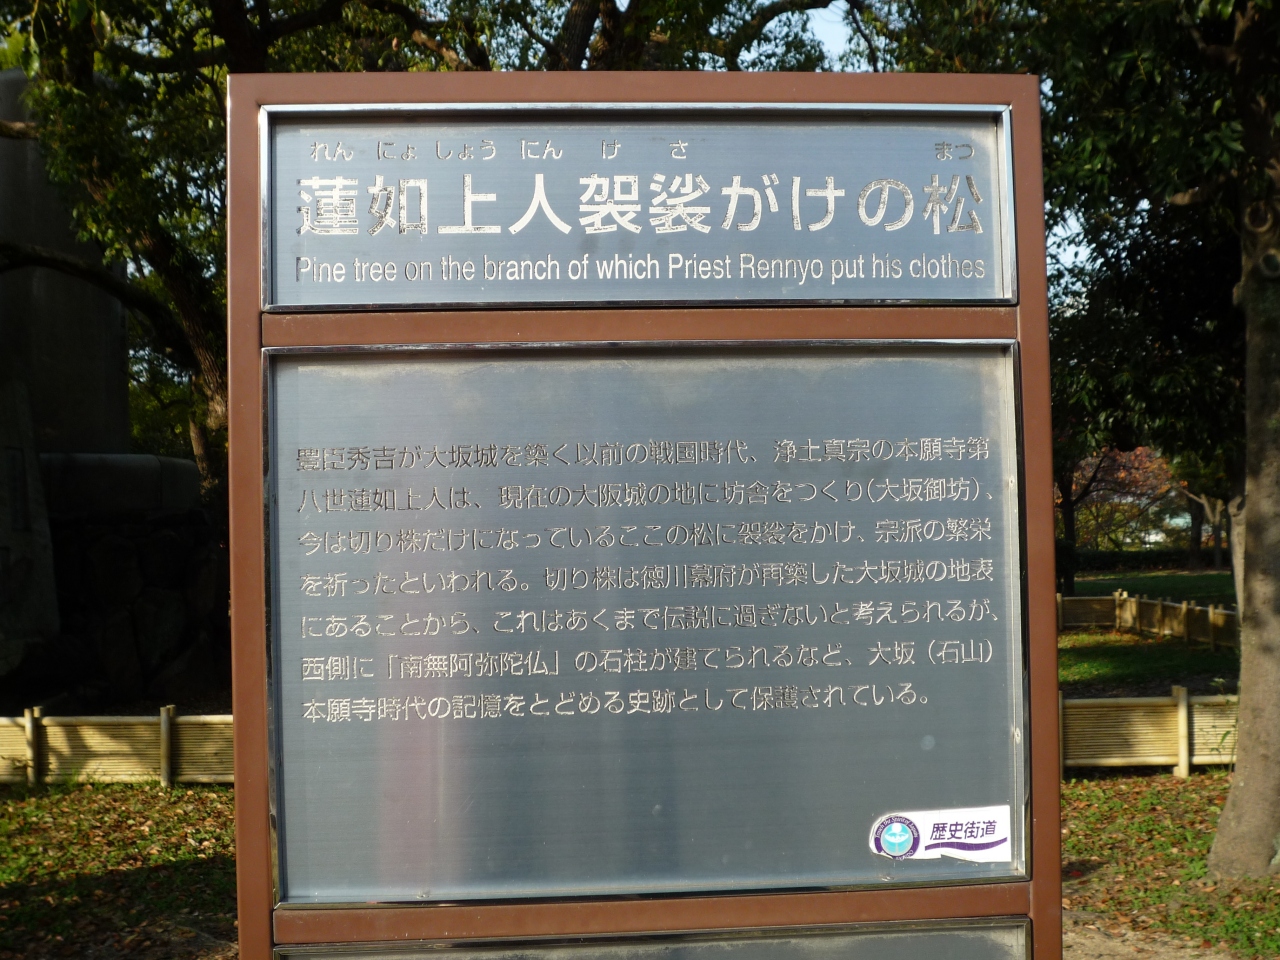 れん にょ しょう にん け さ まつ
蓮如上人袈裟がけの松
Pine tree on the branch of which Priest Rennyo put his clothes
豊臣秀吉が大坂城を築く以前の戦国時代、浄土真宗の本願寺第
八世蓮如上人は、現在の大阪城の地に坊舎をつくり(大坂御坊)、
今は切り株だけになっているここの松に袈裟をかけ、宗派の繁栄
を祈ったといわれる。切り株は徳川幕府が再築した大坂城の地表
にあることから、これはあくまで伝説に過ぎないと考えられるが、
西側に「南無阿弥陀仏」の石柱が建てられるなど、大坂(石山)
本願寺時代の記憶をとどめる史跡として保護されている。
歴史街道